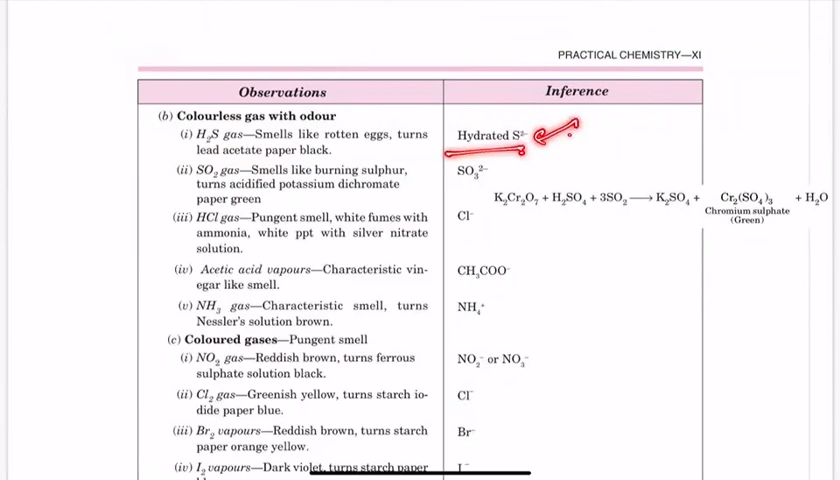 PRACTICAL CHEMISTRY—XI
Observations
Inference
(b) Colourless gas with odour
(i) H₂S gas—Smells like rotten eggs, turns
lead acetate paper black.
Hydrated S²⁻
(ii) SO₂ gas—Smells like burning sulphur,
turns acidified potassium dichromate
paper green
SO₃²⁻
K₂Cr₂O₇ + H₂SO₄ + 3SO₂ ⟶ K₂SO₄ + Cr₂(SO₄)₃ + H₂O
Chromium sulphate
(Green)
(iii) HCl gas—Pungent smell, white fumes with
ammonia, white ppt with silver nitrate
solution.
Cl⁻
(iv) Acetic acid vapours—Characteristic vin-
egar like smell.
CH₃COO⁻
(v) NH₃ gas—Characteristic smell, turns
Nessler's solution brown.
NH₄⁺
(c) Coloured gases—Pungent smell
(i) NO₂ gas—Reddish brown, turns ferrous
sulphate solution black.
NO₂⁻ or NO₃⁻
(ii) Cl₂ gas—Greenish yellow, turns starch io-
dide paper blue.
Cl⁻
(iii) Br₂ vapours—Reddish brown, turns starch
paper orange yellow.
Br⁻
(iv) I₂ vapours—Dark violet, turns starch paper
I⁻